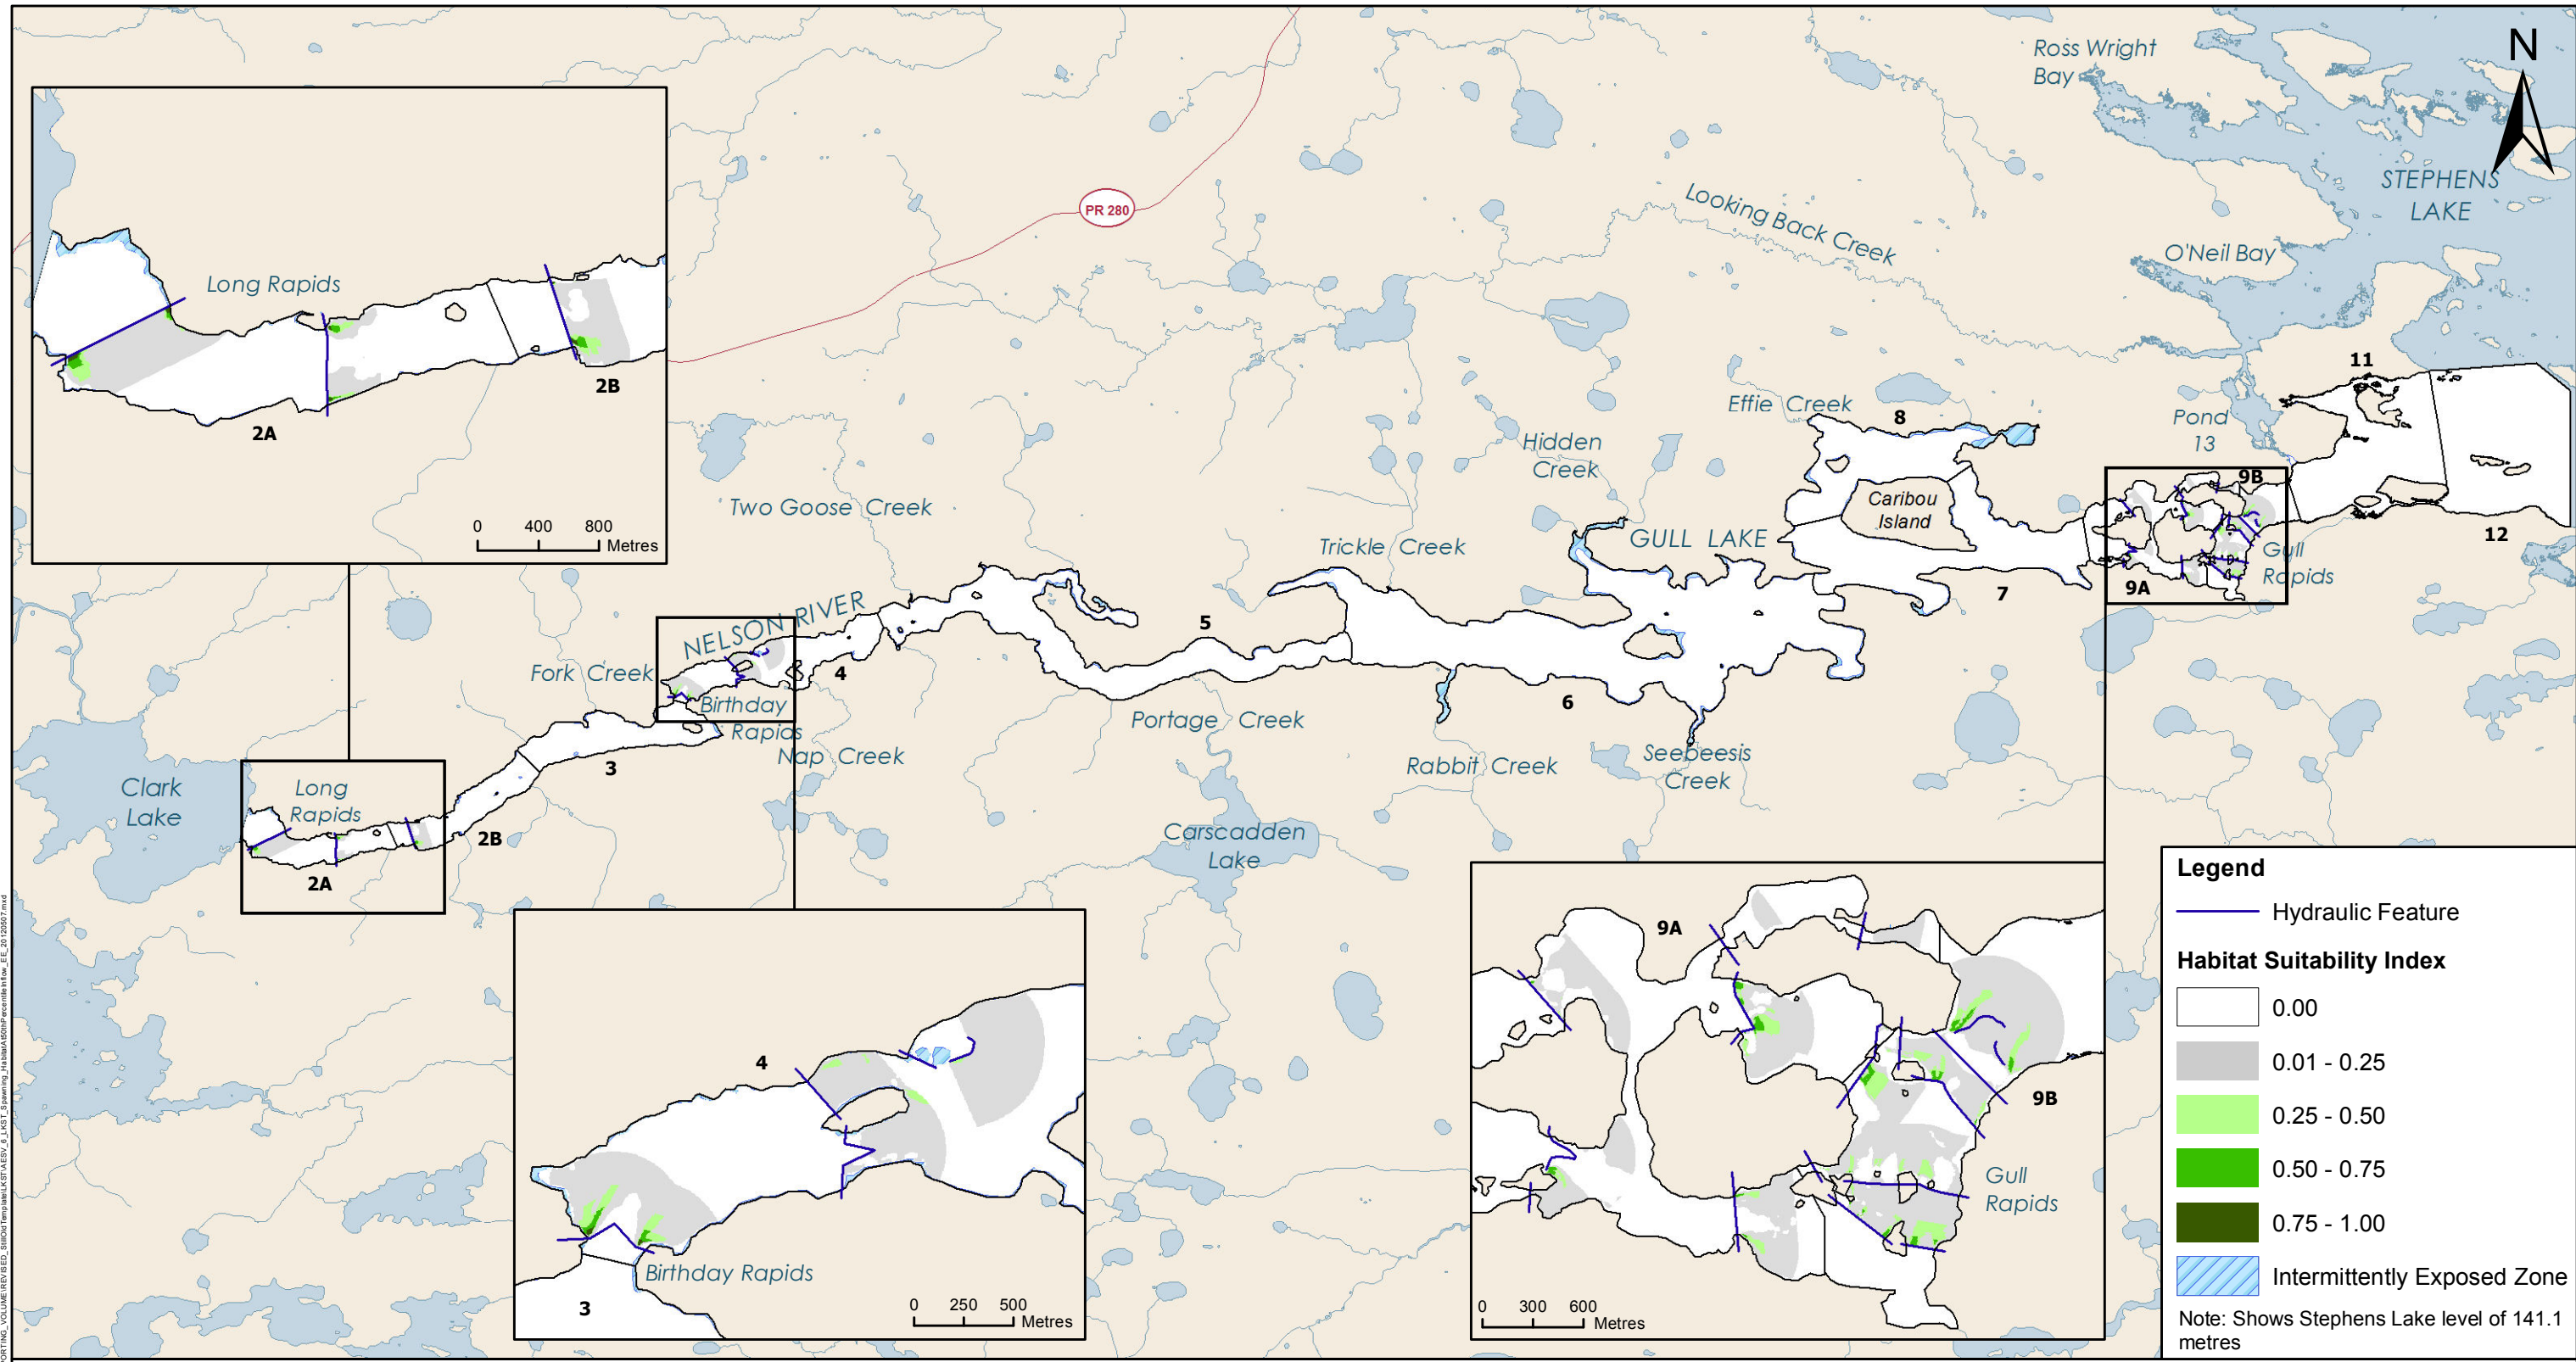 Ross Wright
Bay
N
STEPHENS
LAKE
Looking Back Creek
O'Neil Bay
PR 280
Long Rapids
2A
2B
0 400 800
Metres
Effie Creek
8
11
Pond
13
9B
Hidden
Creek
Caribou
Island
Two Goose Creek
Trickle Creek
GULL LAKE
12
Gull
Rapids
9A
7
NELSON RIVER
5
4
Fork Creek
Birthday
Rapids
Nap Creek
Portage Creek
6
Rabbit Creek
Seebeesis
Creek
3
Clark
Lake
Long
Rapids
2B
2A
Carscadden
Lake
4
Birthday Rapids
3
0 250 500
Metres
9A
9B
Gull
Rapids
0 300 600
Metres
Legend
Hydraulic Feature
Habitat Suitability Index
0.00
0.01 - 0.25
0.25 - 0.50
0.50 - 0.75
0.75 - 1.00
Intermittently Exposed Zone
Note: Shows Stephens Lake level of 141.1
metres